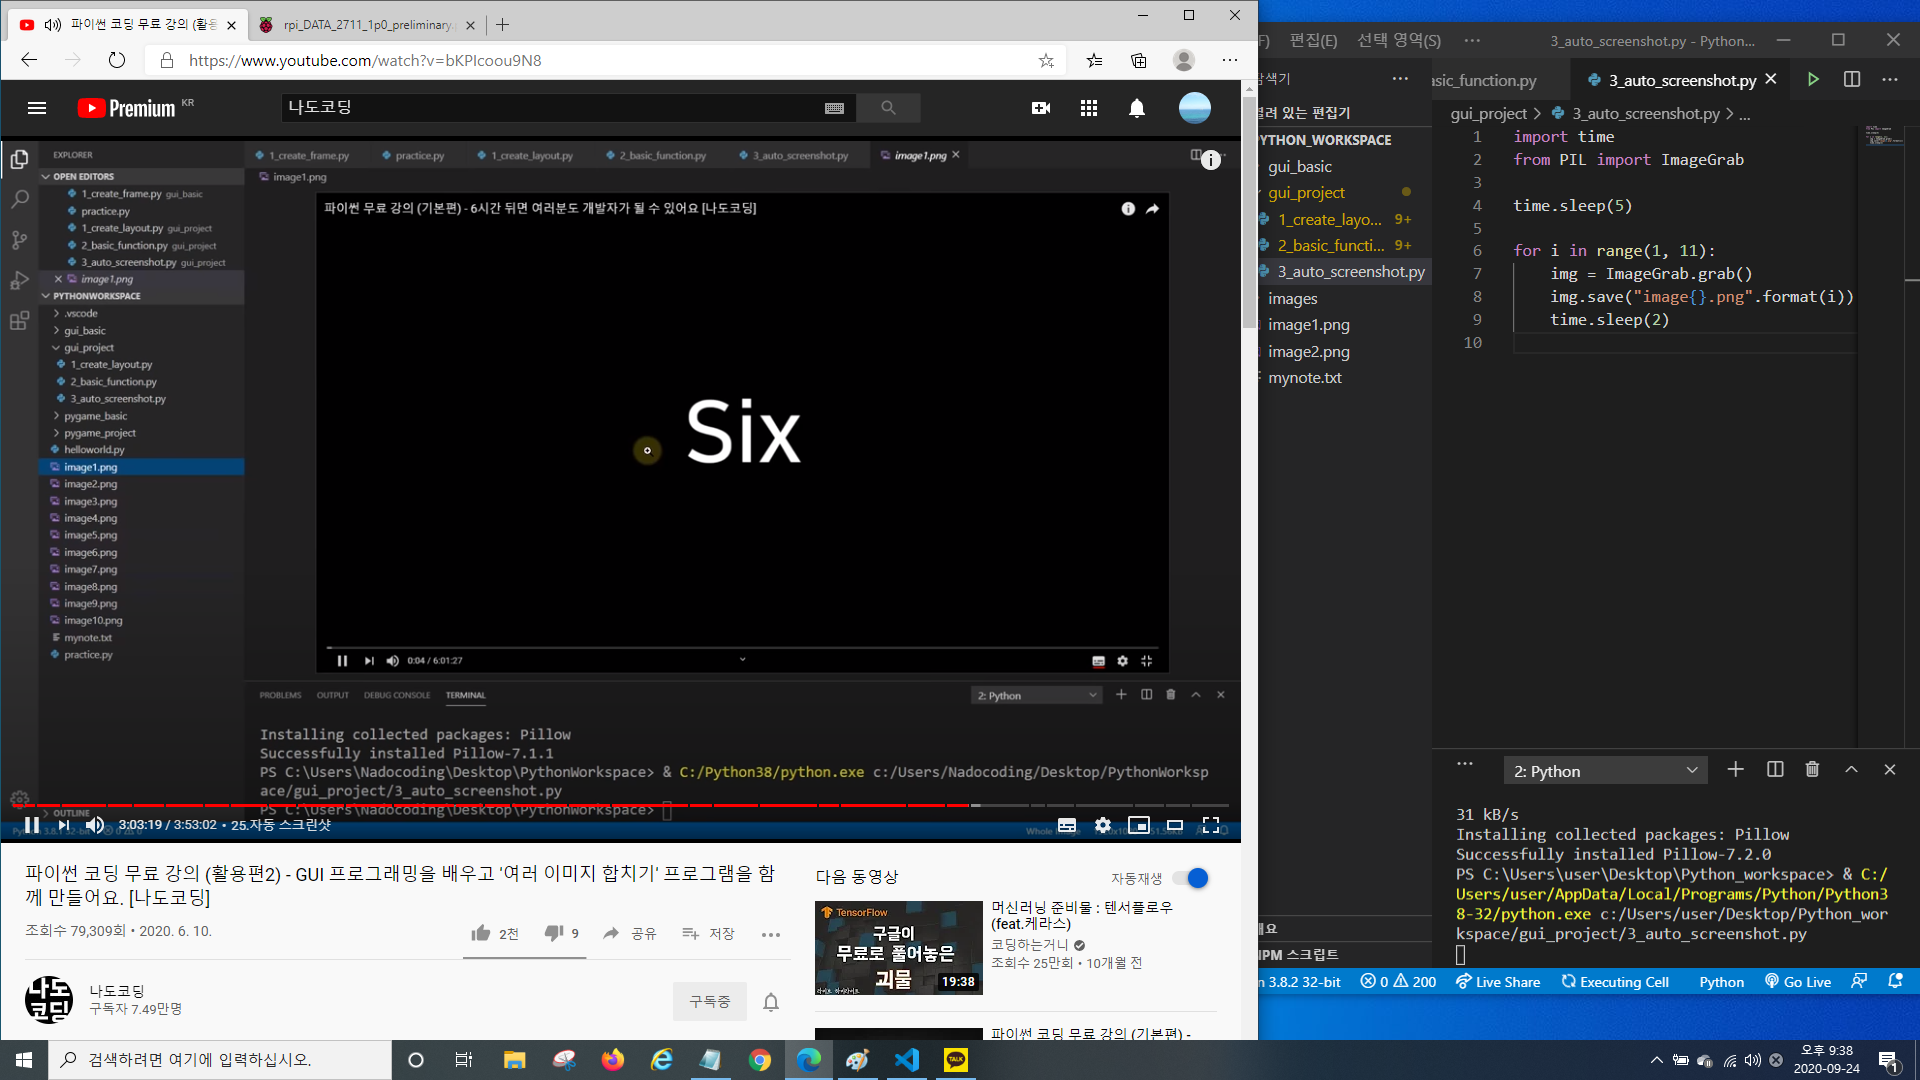 파이썬 코딩 무료 강의 (활용
rpi_DATA_2711_1p0_preliminary.
https://www.youtube.com/watch?v=bKPIcoou9N8
Premium KR
나도코딩
EXPLORER
OPEN EDITORS
1_create_frame.py gui_basic
practice.py
1_create_layout.py gui_project
2_basic_function.py gui_project
3_auto_screenshot.py gui_project
image1.png
PYTHONWORKSPACE
.vscode
gui_basic
gui_project
1_create_layout.py
2_basic_function.py
3_auto_screenshot.py
pygame_basic
pygame_project
helloworld.py
image1.png
image2.png
image3.png
image4.png
image5.png
image6.png
image7.png
image8.png
image9.png
image10.png
mynote.txt
practice.py
OUTLINE
1_create_frame.py
practice.py
1_create_layout.py
2_basic_function.py
3_auto_screenshot.py
image1.png
image1.png
파이썬 무료 강의 (기본편) - 6시간 뒤면 여러분도 개발자가 될 수 있어요 [나도코딩]
Six
0:04 / 6:01:27
PROBLEMS OUTPUT DEBUG CONSOLE TERMINAL
2: Python
Installing collected packages: Pillow
Successfully installed Pillow-7.1.1
PS C:\Users\Nadocoding\Desktop\PythonWorkspace> & C:/Python38/python.exe c:/Users/Nadocoding/Desktop/PythonWorksp
ace/gui_project/3_auto_screenshot.py
PS C:\Users\Nadocoding\Desktop\PythonWorkspace>
3:03:19 / 3:53:02 • 25.자동 스크린샷
파이썬 코딩 무료 강의 (활용편2) - GUI 프로그래밍을 배우고 '여러 이미지 합치기' 프로그램을 함
께 만들어요. [나도코딩]
조회수 79,309회 • 2020. 6. 10.
2천
9
공유
저장
나도코딩
구독자 7.49만명
구독중
다음 동영상
자동재생
TensorFlow
구글이
무료로 풀어놓은
괴물
19:38
머신러닝 준비물 : 텐서플로우
(feat.케라스)
코딩하는거니
조회수 25만회 • 10개월 전
파이썬 코딩 무료 강의 (기본편) -
편집(E) 선택 영역(S) ···
3_auto_screenshot.py - Python...
탐색기
열려 있는 편집기
PYTHON_WORKSPACE
gui_basic
gui_project
1_create_layo... 9+
2_basic_functi... 9+
3_auto_screenshot.py
images
image1.png
image2.png
mynote.txt
NPM 스크립트
asic_function.py
3_auto_screenshot.py
gui_project > 3_auto_screenshot.py > ...
1 import time
2 from PIL import ImageGrab
3
4 time.sleep(5)
5
6 for i in range(1, 11):
7 img = ImageGrab.grab()
8 img.save("image{}.png".format(i))
9 time.sleep(2)
10
2: Python
31 kB/s
Installing collected packages: Pillow
Successfully installed Pillow-7.2.0
PS C:\Users\user\Desktop\Python_workspace> & C:/
Users/user/AppData/Local/Programs/Python/Python3
8-32/python.exe c:/Users/user/Desktop/Python_wor
kspace/gui_project/3_auto_screenshot.py
n 3.8.2 32-bit
0
200
Live Share
Executing Cell
Python
Go Live
검색하려면 여기에 입력하십시오.
TALK
오후 9:38
2020-09-24
1